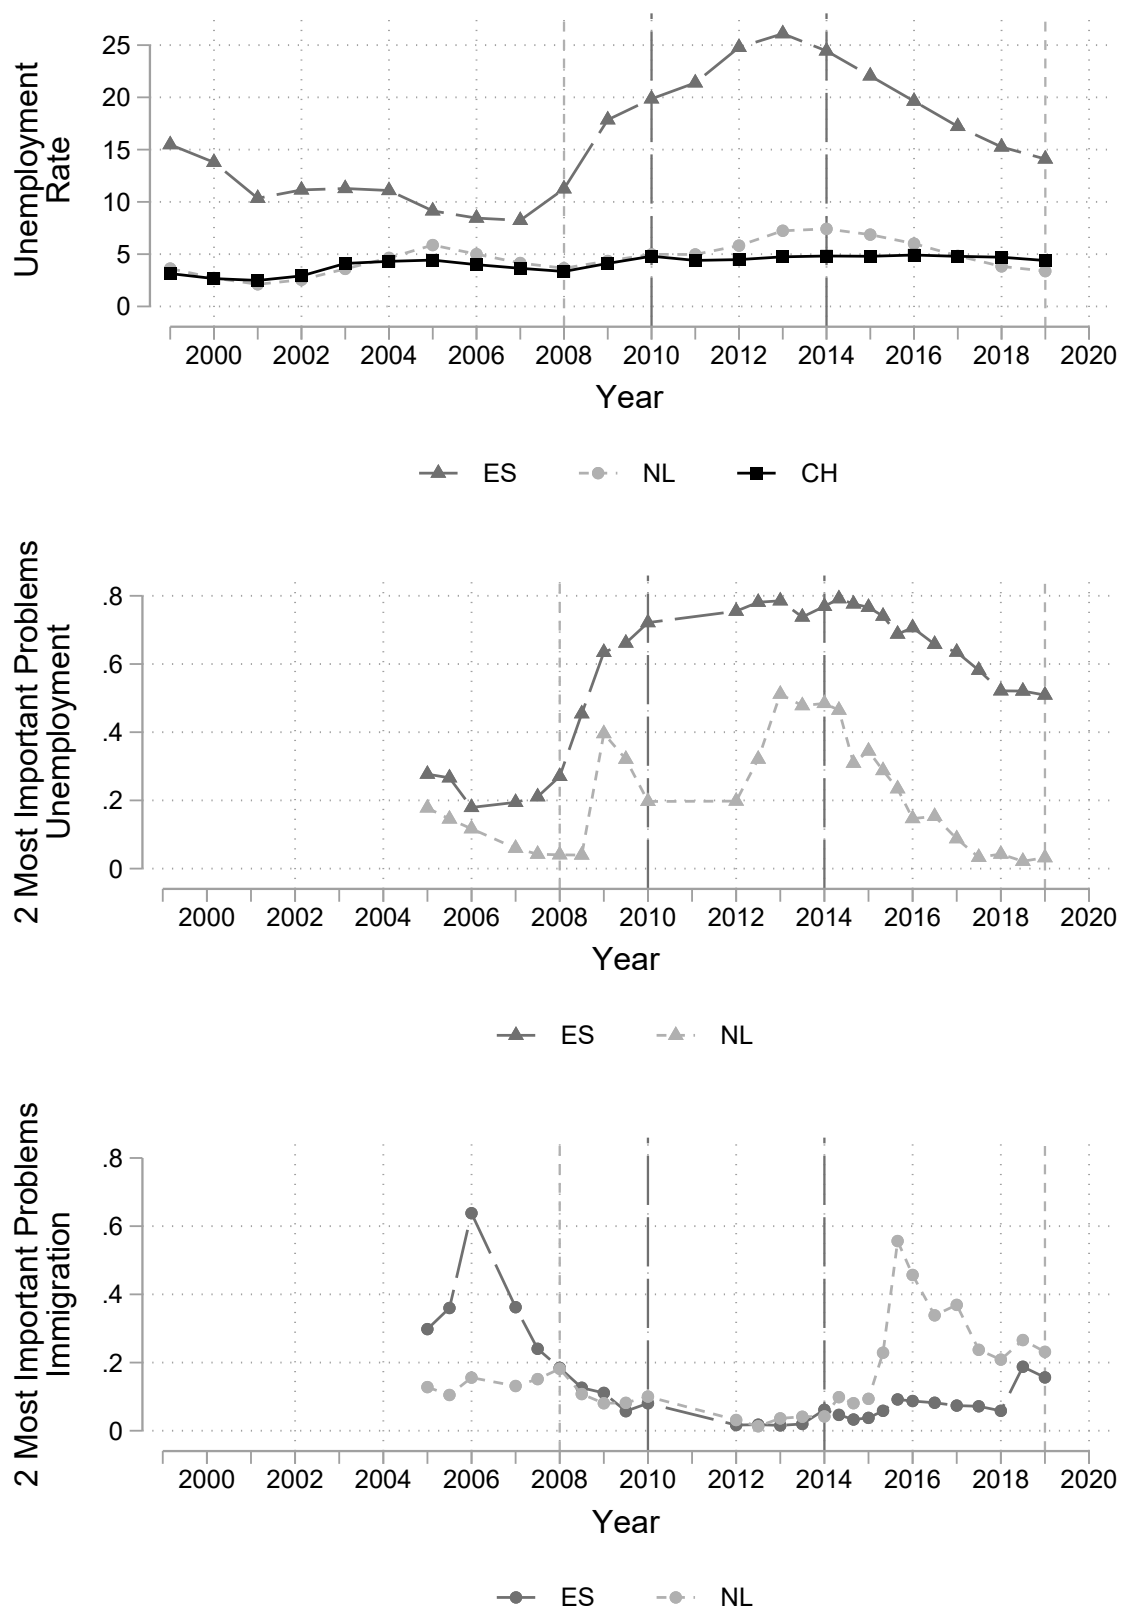 Unemployment
Rate
25
20
15
10
5
0
2000 2002 2004 2006 2008 2010 2012 2014 2016 2018 2020
Year
ES NL CH
2 Most Important Problems
Unemployment
.8
.6
.4
.2
0
2000 2002 2004 2006 2008 2010 2012 2014 2016 2018 2020
Year
ES NL
2 Most Important Problems
Immigration
.8
.6
.4
.2
0
2000 2002 2004 2006 2008 2010 2012 2014 2016 2018 2020
Year
ES NL